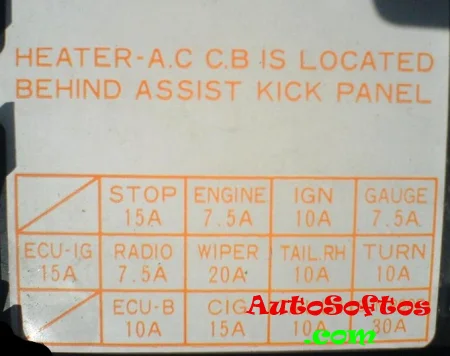 HEATER-A.C C.B IS LOCATED
BEHIND ASSIST KICK PANEL
STOP ENGINE IGN GAUGE
15A 7.5A 10A 7.5A
ECU-IG RADIO WIPER TAIL.RH TURN
15A 7.5A 20A 10A 10A
ECU-B CIG
10A 15A 10A 30A
AutoSoftos
.com